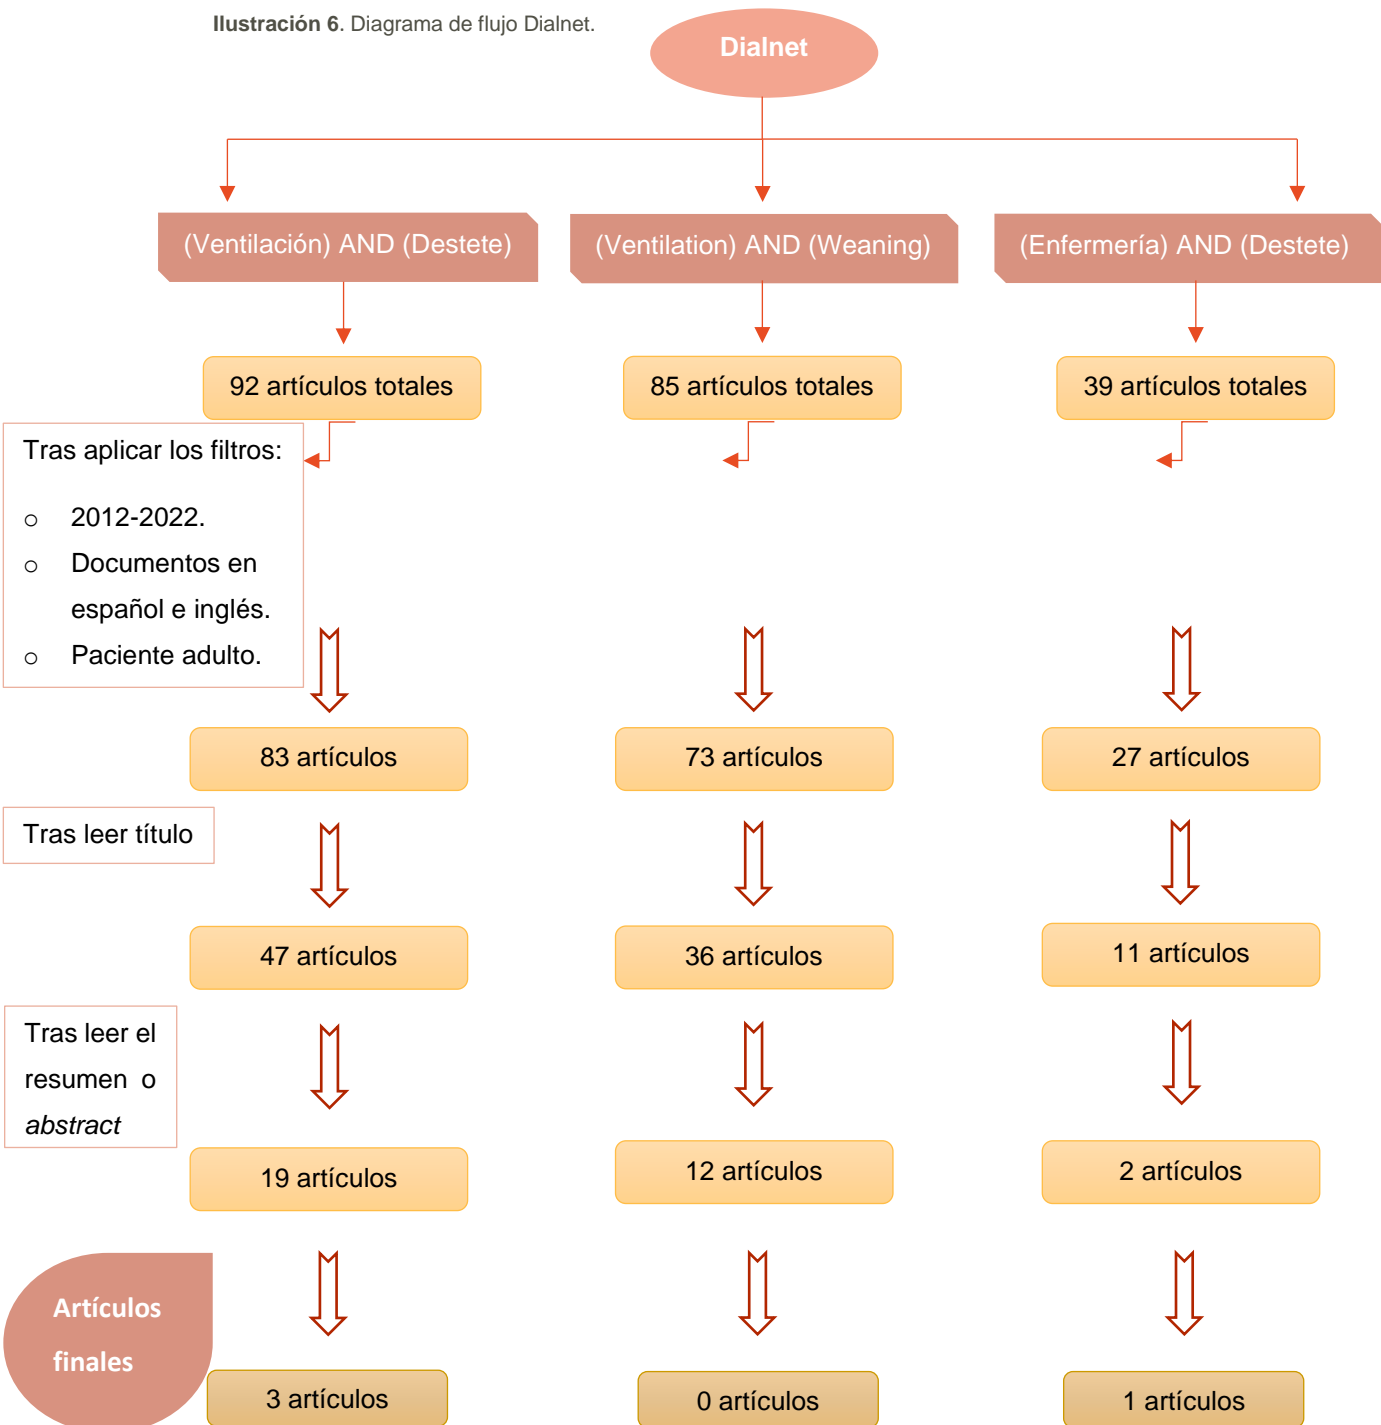 Ilustración 6. Diagrama de flujo Dialnet.
Dialnet
(Ventilación) AND (Destete)
(Ventilation) AND (Weaning)
(Enfermería) AND (Destete)
92 artículos totales
85 artículos totales
39 artículos totales
Tras aplicar los filtros:
o 2012-2022.
o Documentos en
español e inglés.
o Paciente adulto.
83 artículos
73 artículos
27 artículos
Tras leer título
47 artículos
36 artículos
11 artículos
Tras leer el
resumen o
abstract
19 artículos
12 artículos
2 artículos
Artículos
finales
3 artículos
0 artículos
1 artículos